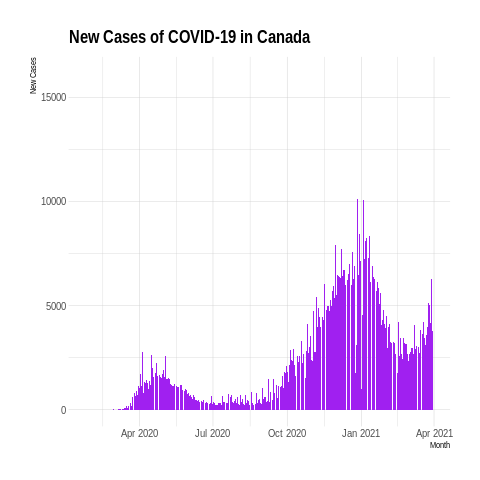 New Cases of COVID-19 in Canada
New Cases
15000
10000
5000
0
Apr 2020 Jul 2020 Oct 2020 Jan 2021 Apr 2021
Month